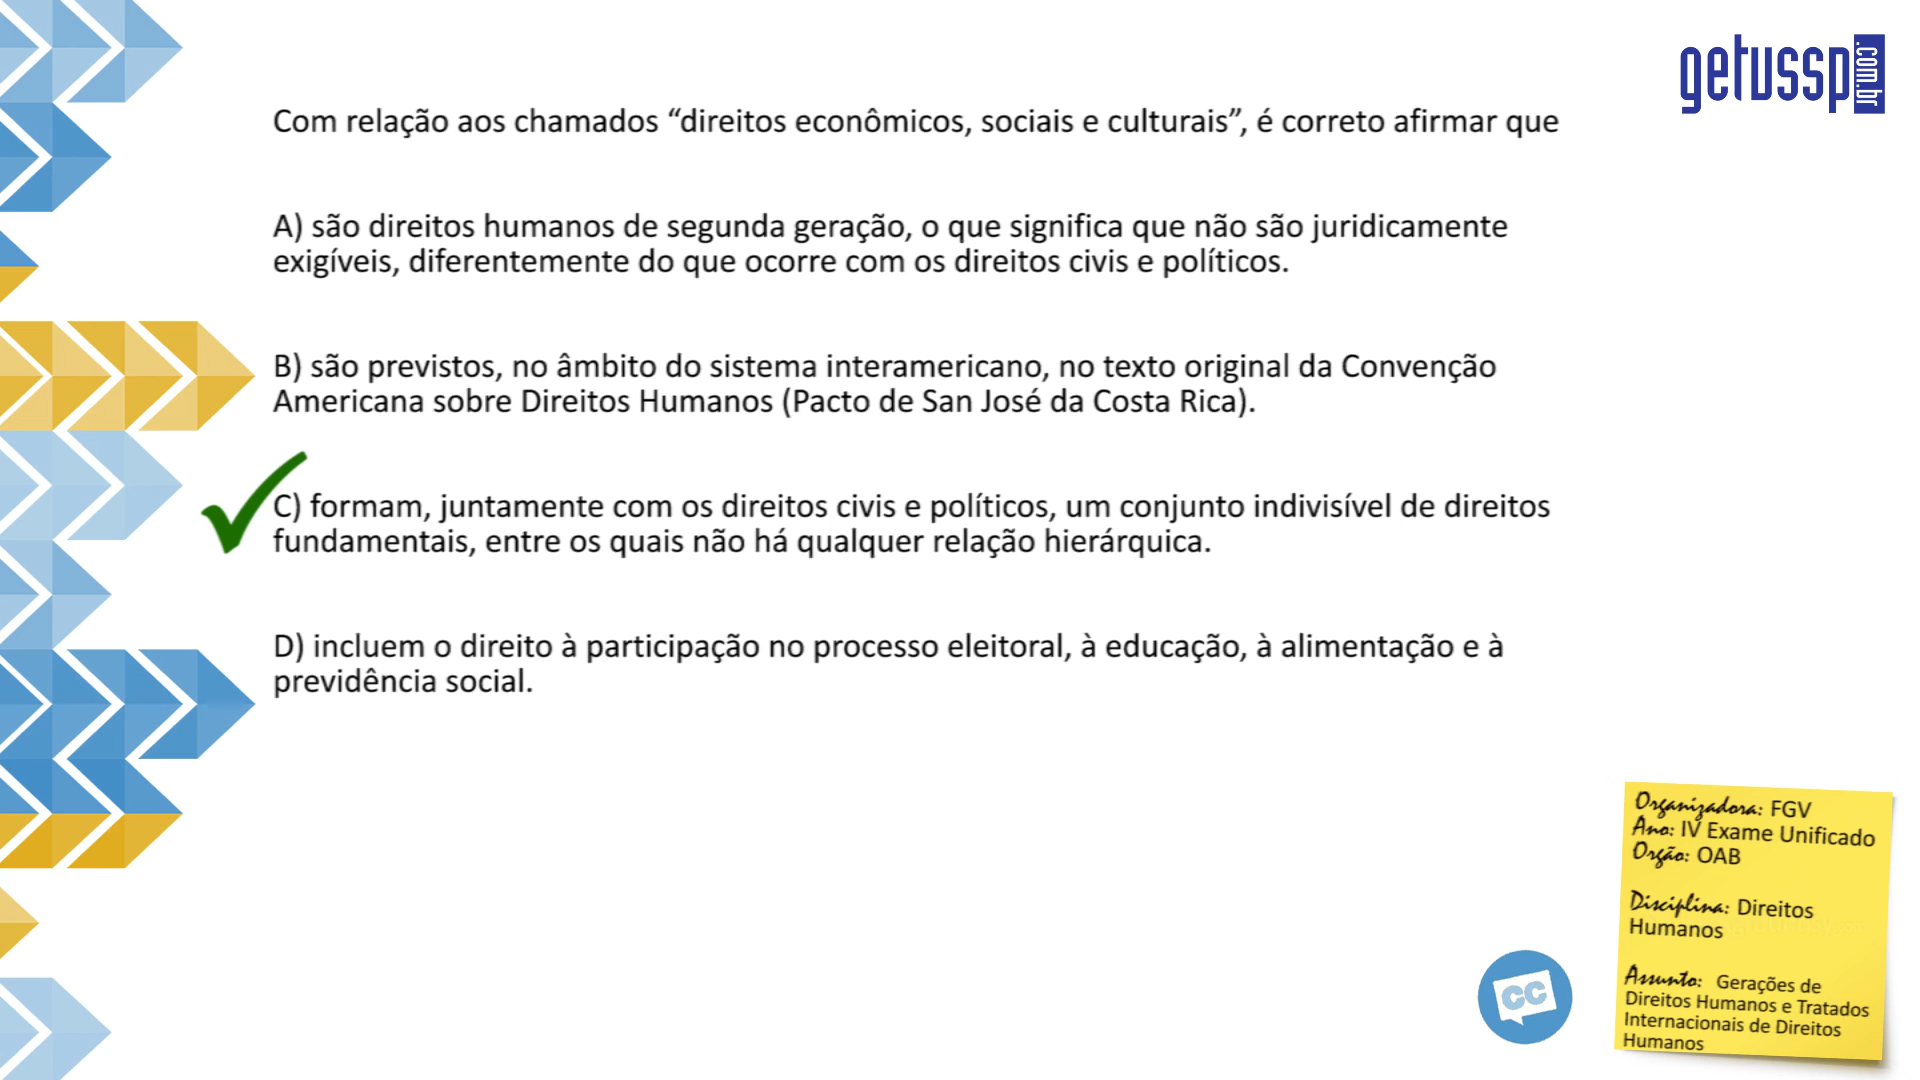 getussp.com.br
Com relação aos chamados “direitos econômicos, sociais e culturais”, é correto afirmar que
A) são direitos humanos de segunda geração, o que significa que não são juridicamente
exigíveis, diferentemente do que ocorre com os direitos civis e políticos.
B) são previstos, no âmbito do sistema interamericano, no texto original da Convenção
Americana sobre Direitos Humanos (Pacto de San José da Costa Rica).
C) formam, juntamente com os direitos civis e políticos, um conjunto indivisível de direitos
fundamentais, entre os quais não há qualquer relação hierárquica.
D) incluem o direito à participação no processo eleitoral, à educação, à alimentação e à
previdência social.
Organizadora: FGV
Ano: IV Exame Unificado
Orgão: OAB
Disciplina: Direitos
Humanos
Assunto: Gerações de
Direitos Humanos e Tratados
Internacionais de Direitos
Humanos
CC